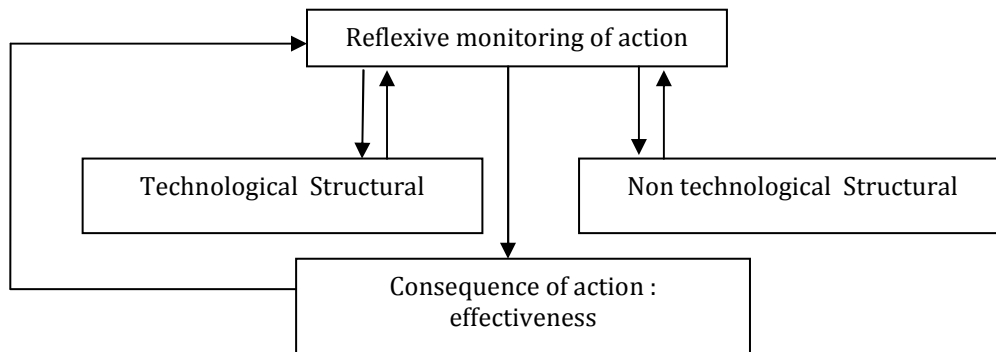 Reflexive monitoring of action
Technological Structural
Non technological Structural
Consequence of action :
effectiveness